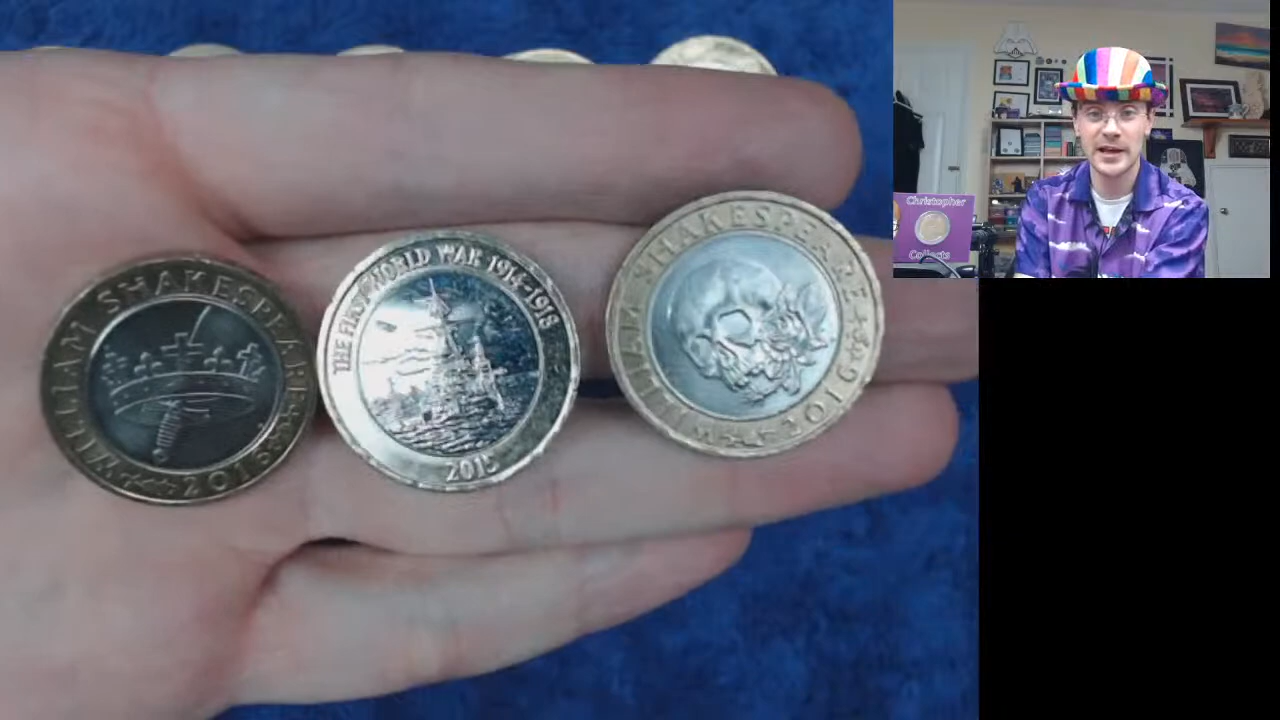 WILLIAM SHAKESPEARE
2016
THE FIRST WORLD WAR 1914-1918
2015
WILLIAM SHAKESPEARE
2016
Christopher
Collects